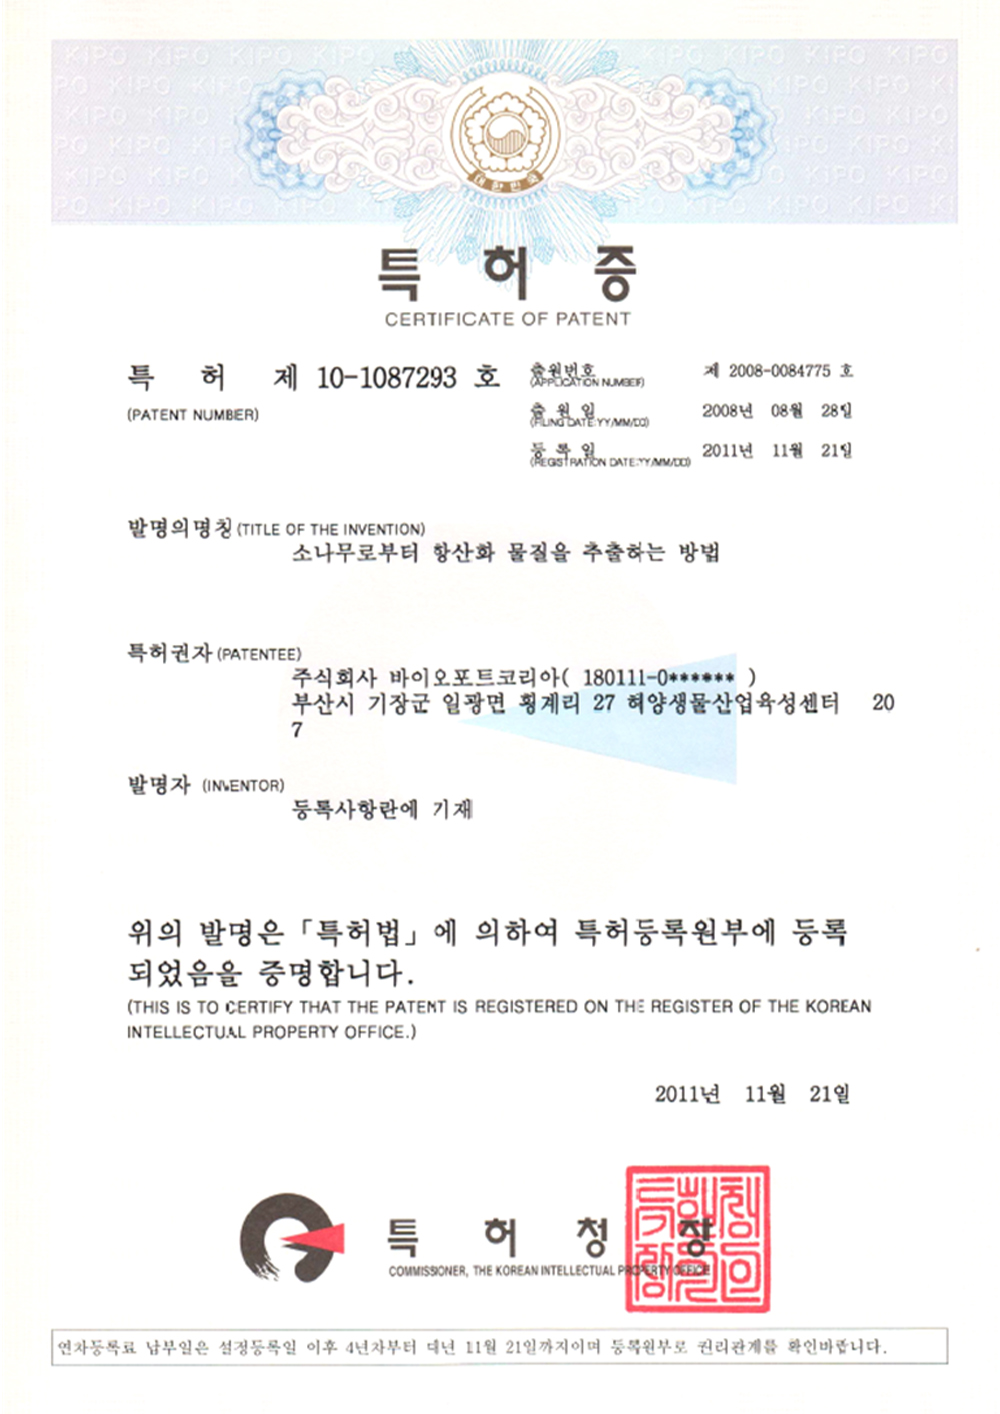 KIPO KIPO KIPO KIPO KIPO KIPO KIPO KIPO
대한민국
특 허 증
CERTIFICATE OF PATENT
특 허 제 10-1087293 호
(PATENT NUMBER)
출원번호 제 2008-0084775 호
(APPLICATION NUMBER)
출 원 일 2008년 08월 28일
(FILING DATE:YY/MM/DD)
등 록 일 2011년 11월 21일
(REGISTRATION DATE:YY/MM/DD)
발명의명칭 (TITLE OF THE INVENTION)
소나무로부터 항산화 물질을 추출하는 방법
특허권자 (PATENTEE)
주식회사 바이오포트코리아( 180111-0****** )
부산시 기장군 일광면 횡계리 27 해양생물산업육성센터 20
7
발명자 (INVENTOR)
등록사항란에 기재
위의 발명은 「특허법」에 의하여 특허등록원부에 등록
되었음을 증명합니다.
(THIS IS TO CERTIFY THAT THE PATENT IS REGISTERED ON THE REGISTER OF THE KOREAN
INTELLECTUAL PROPERTY OFFICE.)
2011년 11월 21일
특 허 청 장
COMMISSIONER, THE KOREAN INTELLECTUAL PROPERTY OFFICE
연차등록료 납부일은 설정등록일 이후 4년차부터 매년 11월 21일까지이며 등록원부로 권리관계를 확인바랍니다.